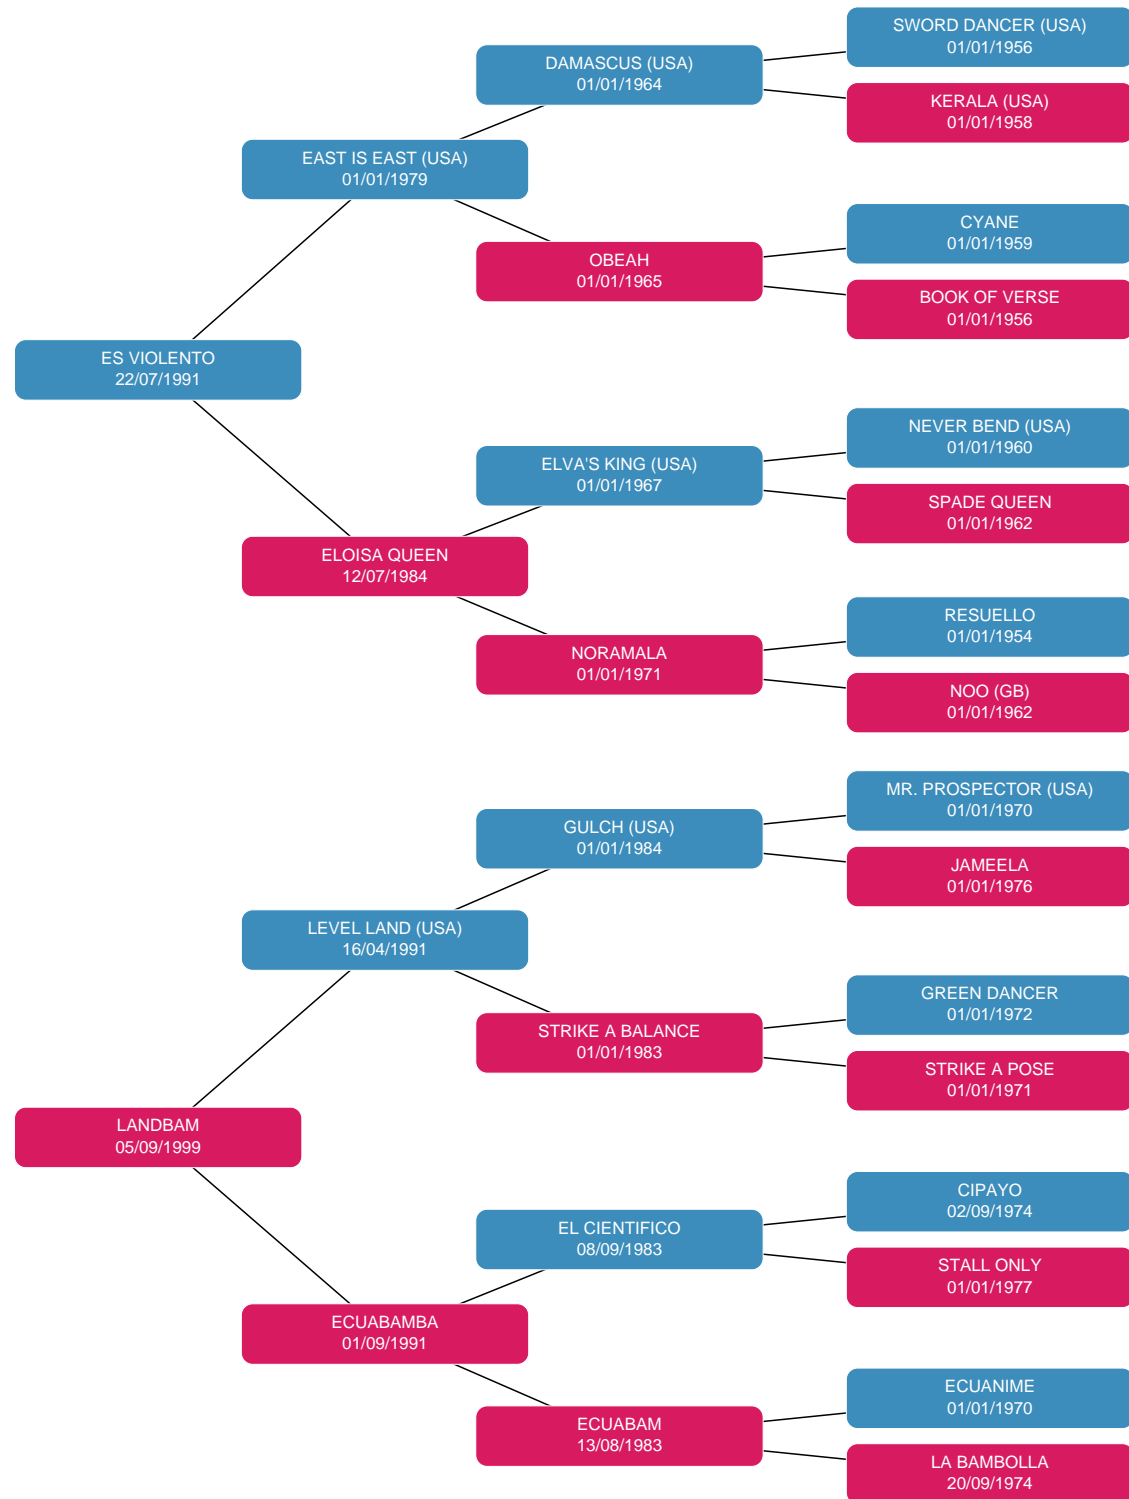 SWORD DANCER (USA)
01/01/1956
DAMASCUS (USA)
01/01/1964
KERALA (USA)
01/01/1958
EAST IS EAST (USA)
01/01/1979
CYANE
01/01/1959
OBEAH
01/01/1965
BOOK OF VERSE
01/01/1956
ES VIOLENTO
22/07/1991
NEVER BEND (USA)
01/01/1960
ELVA'S KING (USA)
01/01/1967
SPADE QUEEN
01/01/1962
ELOISA QUEEN
12/07/1984
RESUELLO
01/01/1954
NORAMALA
01/01/1971
NOO (GB)
01/01/1962
MR. PROSPECTOR (USA)
01/01/1970
GULCH (USA)
01/01/1984
JAMEELA
01/01/1976
LEVEL LAND (USA)
16/04/1991
GREEN DANCER
01/01/1972
STRIKE A BALANCE
01/01/1983
STRIKE A POSE
01/01/1971
LANDBAM
05/09/1999
CIPAYO
02/09/1974
EL CIENTIFICO
08/09/1983
STALL ONLY
01/01/1977
ECUABAMBA
01/09/1991
ECUANIME
01/01/1970
ECUABAM
13/08/1983
LA BAMBOLLA
20/09/1974